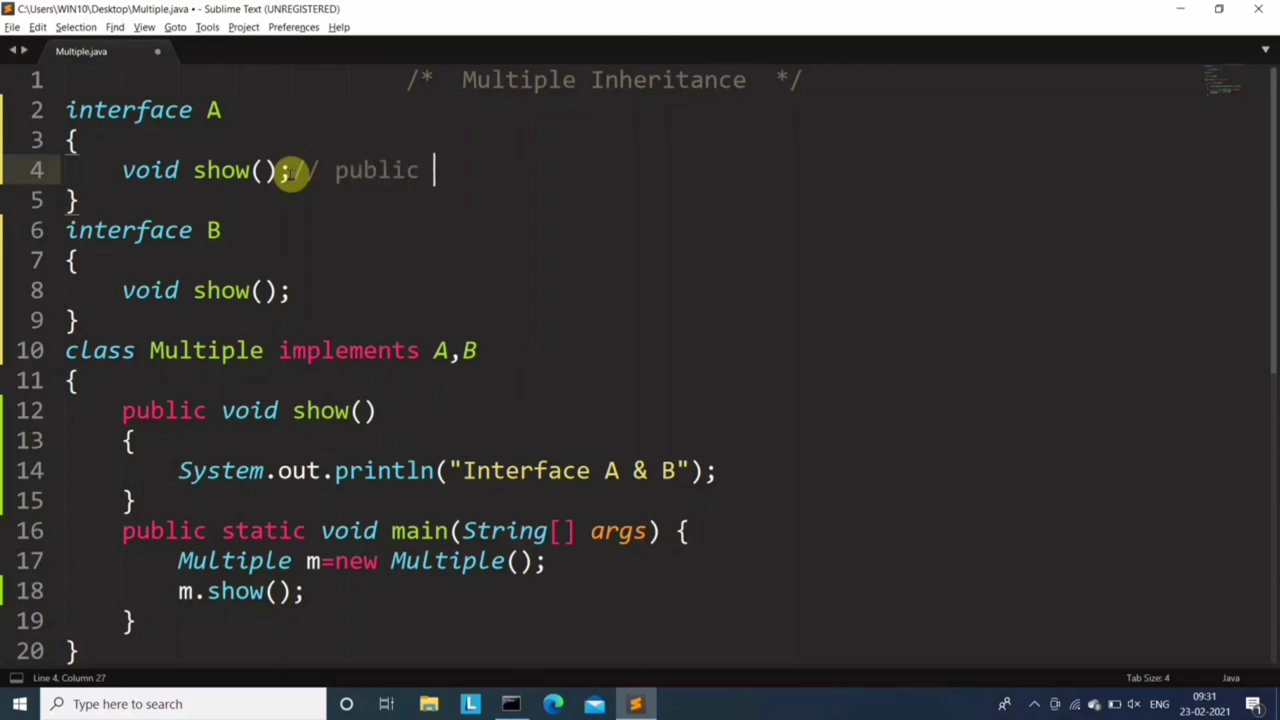 C:\Users\WIN10\Desktop\Multiple.java • - Sublime Text (UNREGISTERED)
File Edit Selection Find View Goto Tools Project Preferences Help
Multiple.java
1 /* Multiple Inheritance */
2 interface A
3 {
4 void show();// public
5 }
6 interface B
7 {
8 void show();
9 }
10 class Multiple implements A,B
11 {
12 public void show()
13 {
14 System.out.println("Interface A & B");
15 }
16 public static void main(String[] args) {
17 Multiple m=new Multiple();
18 m.show();
19 }
20 }
Line 4, Column 27 Tab Size: 4 Java
Type here to search L ENG 09:31
23-02-2021 1